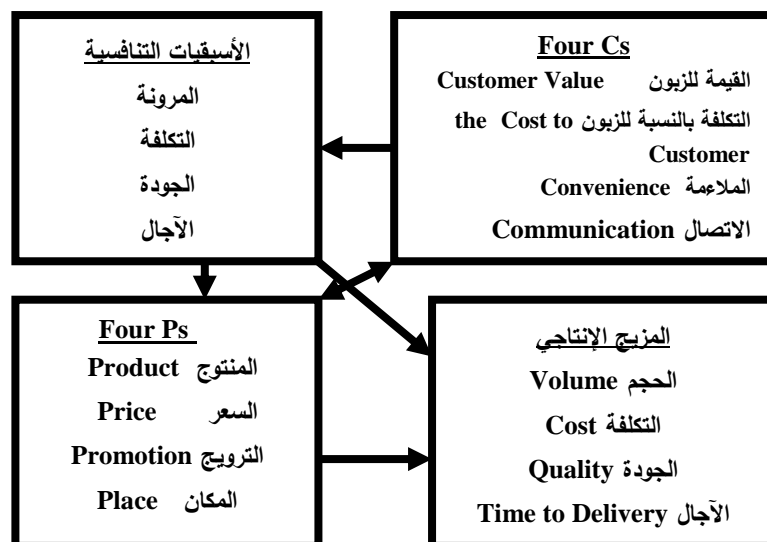 الأسبقيات التنافسية
المرونة
التكلفة
الجودة
الآجال
Four Cs
القيمة للزبون Customer Value
التكلفة بالنسبة للزبون the Cost to
Customer
الملاءمة Convenience
الاتصال Communication
Four Ps
المنتوج Product
السعر Price
الترويج Promotion
المكان Place
المزيج الإنتاجي
الحجم Volume
التكلفة Cost
الجودة Quality
الآجال Time to Delivery